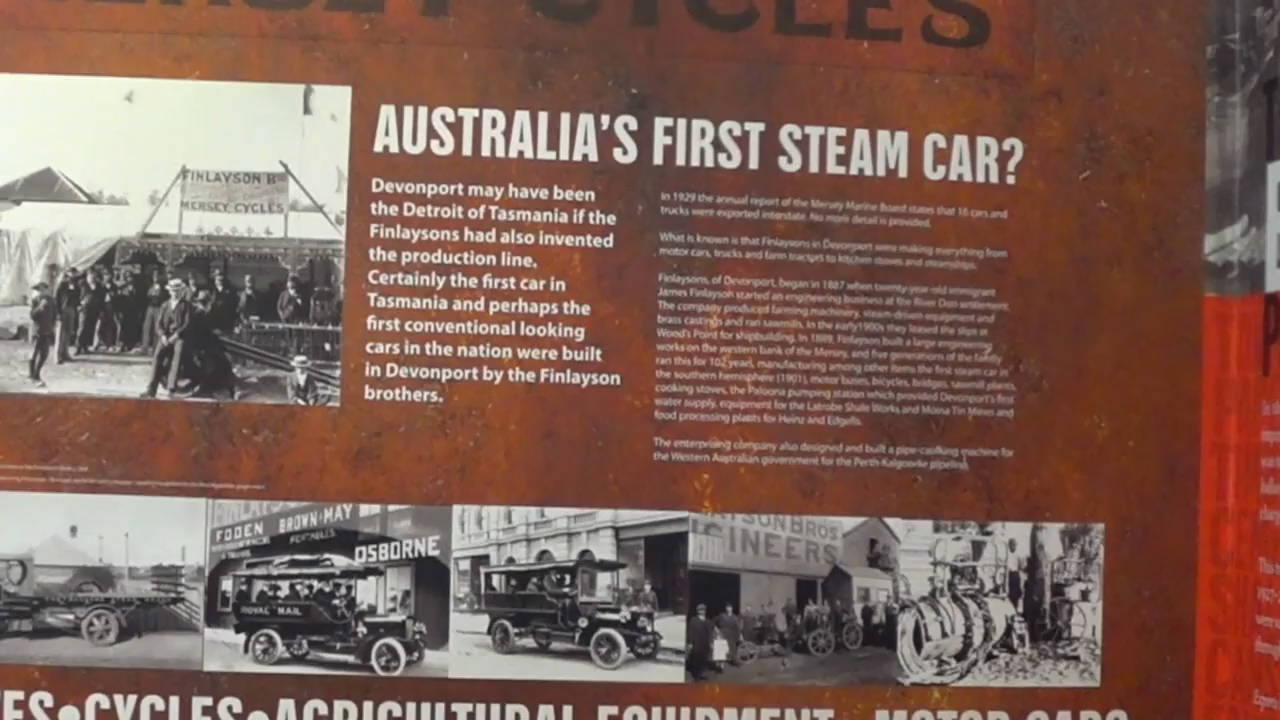 MERSEY CYCLES
FINLAYSON B
MERSEY CYCLES
AUSTRALIA'S FIRST STEAM CAR?
Devonport may have been
the Detroit of Tasmania if the
Finlaysons had also invented
the production line.
Certainly the first car in
Tasmania and perhaps the
first conventional looking
cars in the nation were built
in Devonport by the Finlayson
brothers.
In 1929 the annual report of the Mersey Marine Board states that 16 cars and
trucks were exported interstate. No more detail is provided.
What is known is that Finlaysons in Devonport were making everything from
motor cars, trucks and farm tractors to kitchen stoves and steamships.
Finlaysons, of Devonport, began in 1887 when twenty-year-old immigrant
James Finlayson started an engineering business at the River Don settlement.
The company produced farming machinery, steam-driven equipment and
brass castings and ran sawmills. In the early1900s they leased the slips at
Wood's Point for shipbuilding. In 1889, Finlayson built a large engineering
works on the western bank of the Mersey, and five generations of the family
ran this for 102 years, manufacturing among other items the first steam car in
the southern hemisphere (1901), motor buses, bicycles, bridges, sawmill plants,
cooking stoves, the Paloona pumping station which provided Devonport's first
water supply, equipment for the Latrobe Shale Works and Moina Tin Mines and
food processing plants for Heinz and Edgells.
The enterprising company also designed and built a pipe-caulking machine for
the Western Australian government for the Perth-Kalgoorlie pipeline.
FODEN BROWN & MAY
OSBORNE
ROYAL MAIL
YSON BROS
INEERS
ES•CYCLES•AGRICULTURAL EQUIPMENT MOTOR CARS